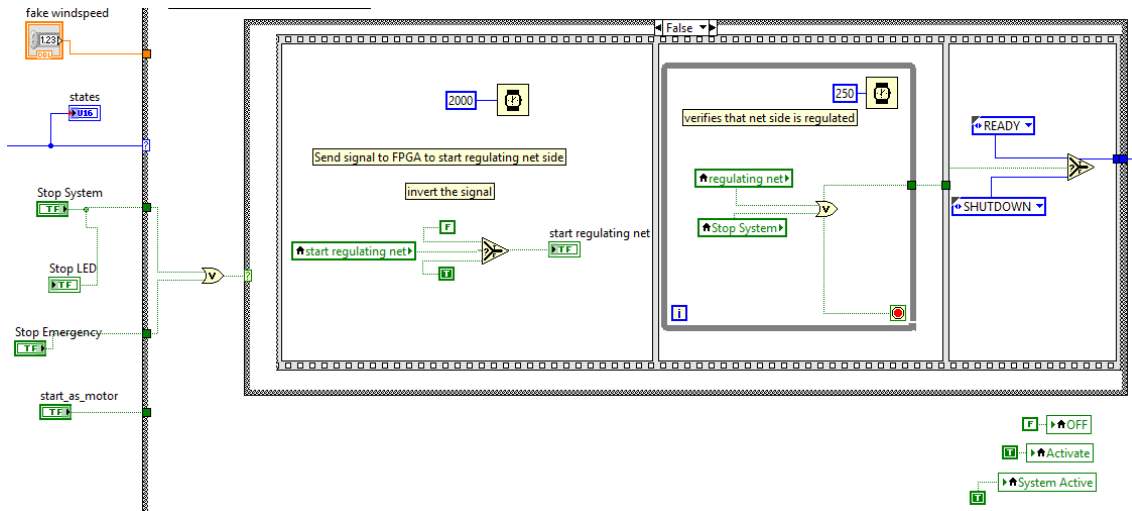 fake windspeed
1.23
DBL
states
U16
Stop System
TF
Stop LED
TF
Stop Emergency
TF
start_as_motor
TF
V
?
?
False
2000
Send signal to FPGA to start regulating net side
invert the signal
F
start regulating net
T
?
start regulating net
TF
250
verifies that net side is regulated
regulating net
Stop System
V
i
READY
SHUTDOWN
?
F
OFF
T
Activate
System Active
T